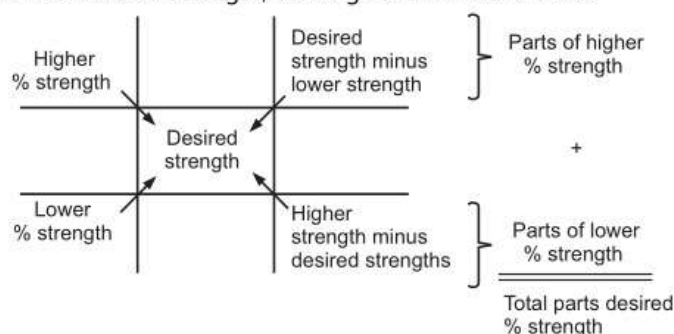 Higher
% strength
Desired
strength minus
lower strength
Parts of higher
% strength
Desired
strength
+
Lower
% strength
Higher
strength minus
desired strengths
Parts of lower
% strength
Total parts desired
% strength